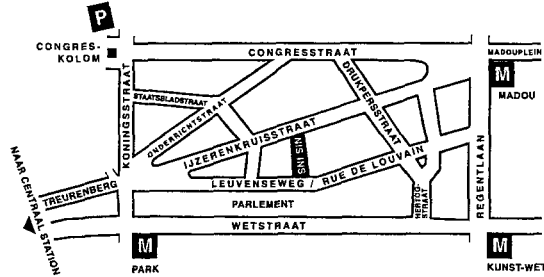 P
CONGRES-
KOLOM
CONGRESSTRAAT
MADOUPLEIN
M
MADOU
KONINGSSTRAAT
STAATSBLADSTRAAT
ONDERRICHTSTRAAT
DRUKPERSSTRAAT
IJZERENKRUISSTRAAT
NIS INS
LEUVENSEWEG / RUE DE LOUVAIN
HERTOG-
STRAAT
REGENTLAAN
TREURENBERG
PARLEMENT
WETSTRAAT
NAAR CENTRAAL STATION
M
PARK
M
KUNST-WET